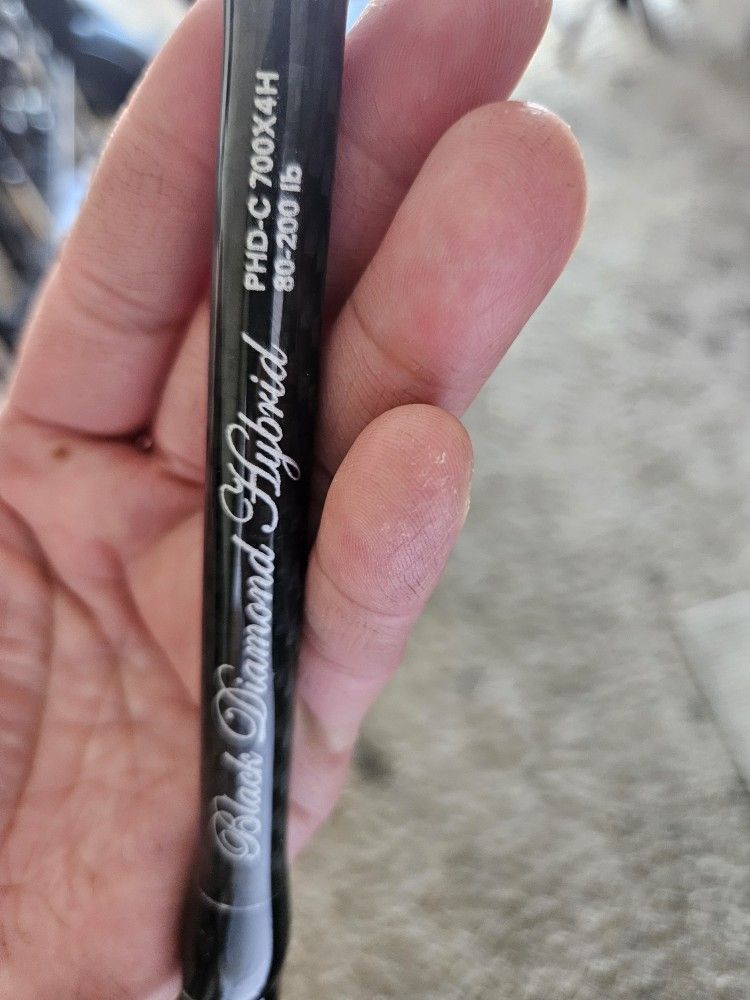 PHD-C 700X4H
80-200 lb
Black Diamond Hybrid